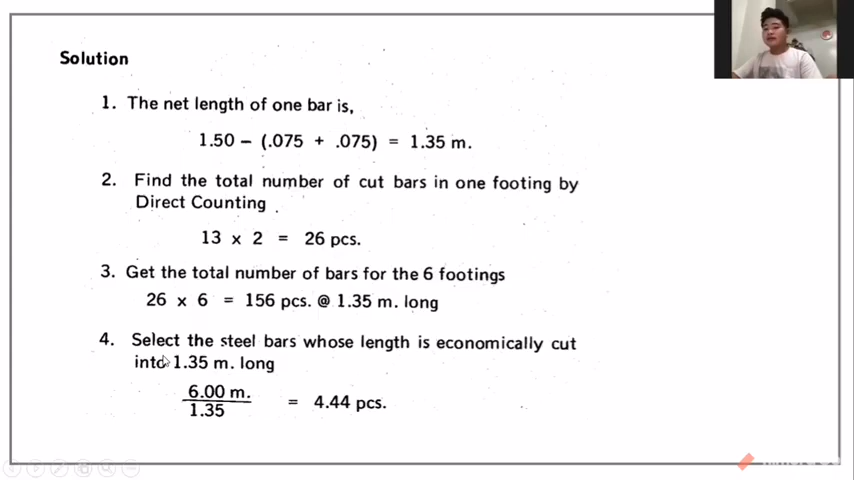 Solution
1. The net length of one bar is,
1.50 – (.075 + .075) = 1.35 m.
2. Find the total number of cut bars in one footing by
Direct Counting
13 x 2 = 26 pcs.
3. Get the total number of bars for the 6 footings
26 x 6 = 156 pcs. @ 1.35 m. long
4. Select the steel bars whose length is economically cut
into 1.35 m. long
6.00 m.
1.35
= 4.44 pcs.